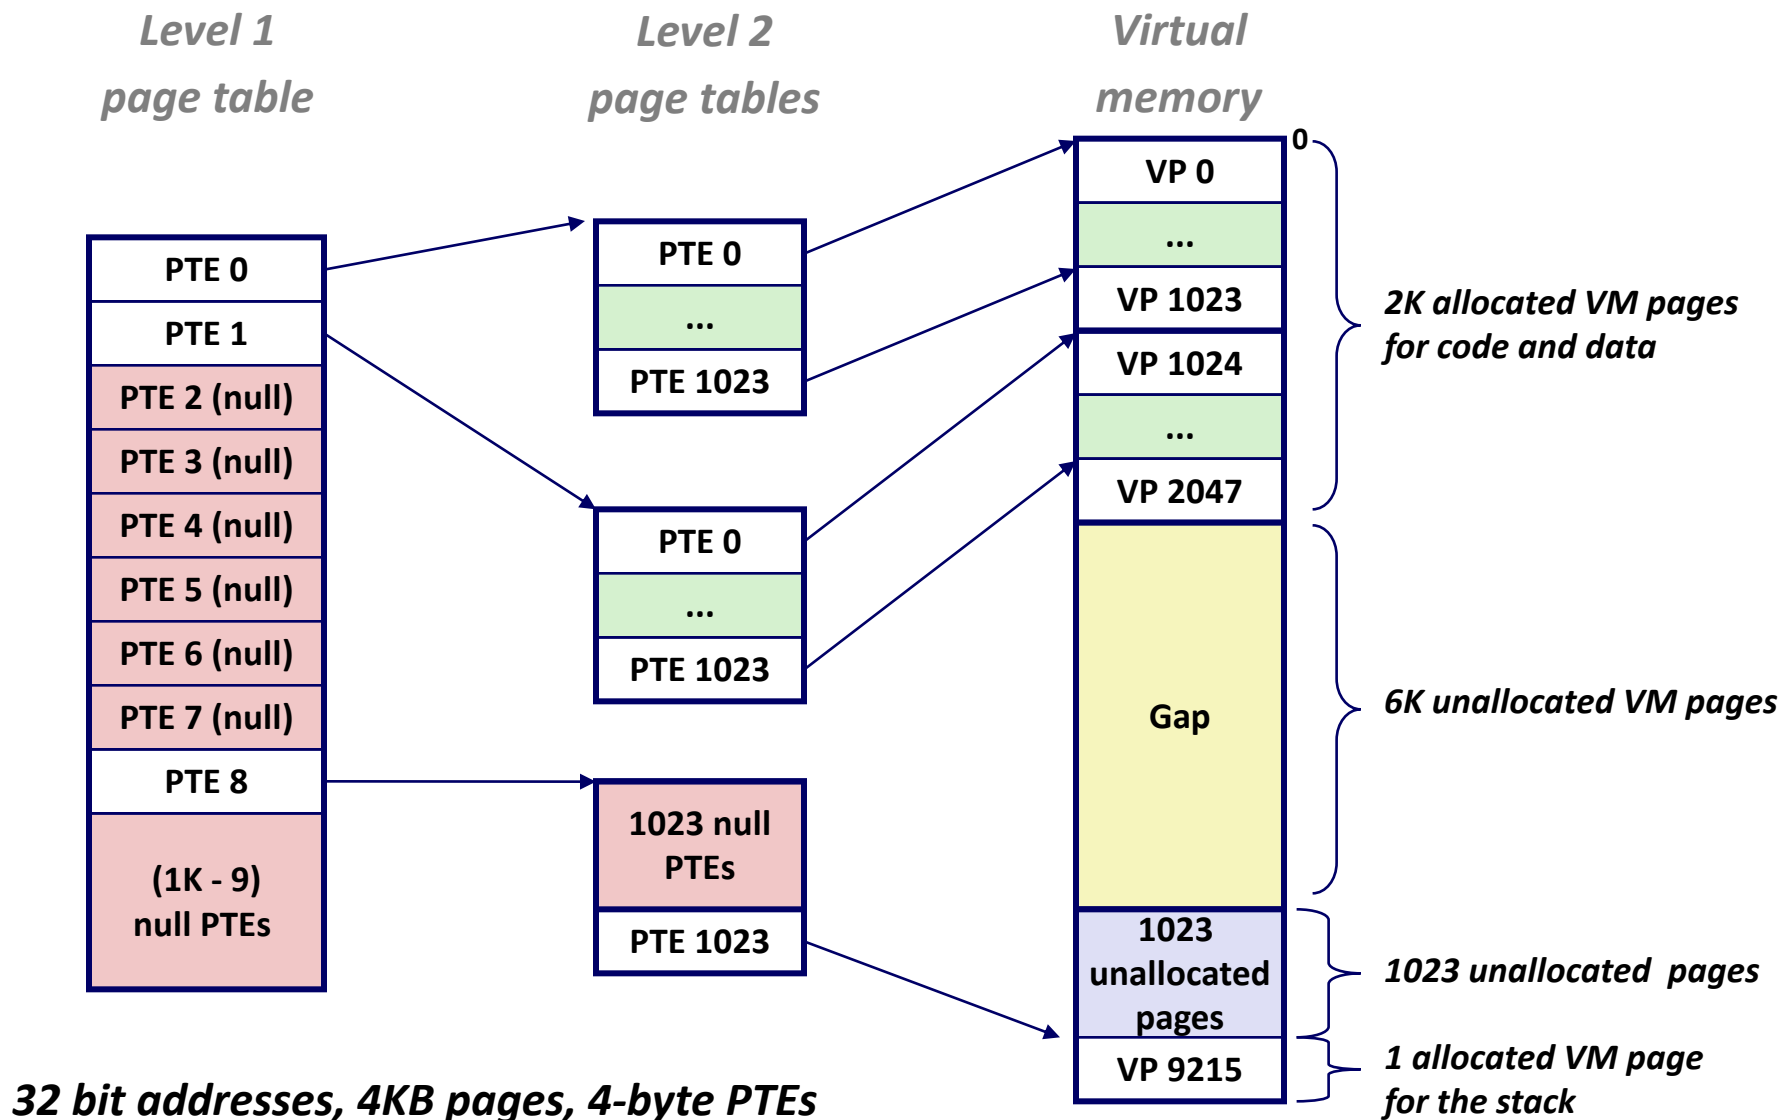 Level 1
page table
Level 2
page tables
Virtual
memory
PTE 0
PTE 1
PTE 2 (null)
PTE 3 (null)
PTE 4 (null)
PTE 5 (null)
PTE 6 (null)
PTE 7 (null)
PTE 8
(1K - 9)
null PTEs
PTE 0
...
PTE 1023
PTE 0
...
PTE 1023
1023 null
PTEs
PTE 1023
0
VP 0
...
VP 1023
VP 1024
...
VP 2047
Gap
1023
unallocated
pages
VP 9215
2K allocated VM pages
for code and data
6K unallocated VM pages
1023 unallocated pages
1 allocated VM page
for the stack
32 bit addresses, 4KB pages, 4-byte PTEs